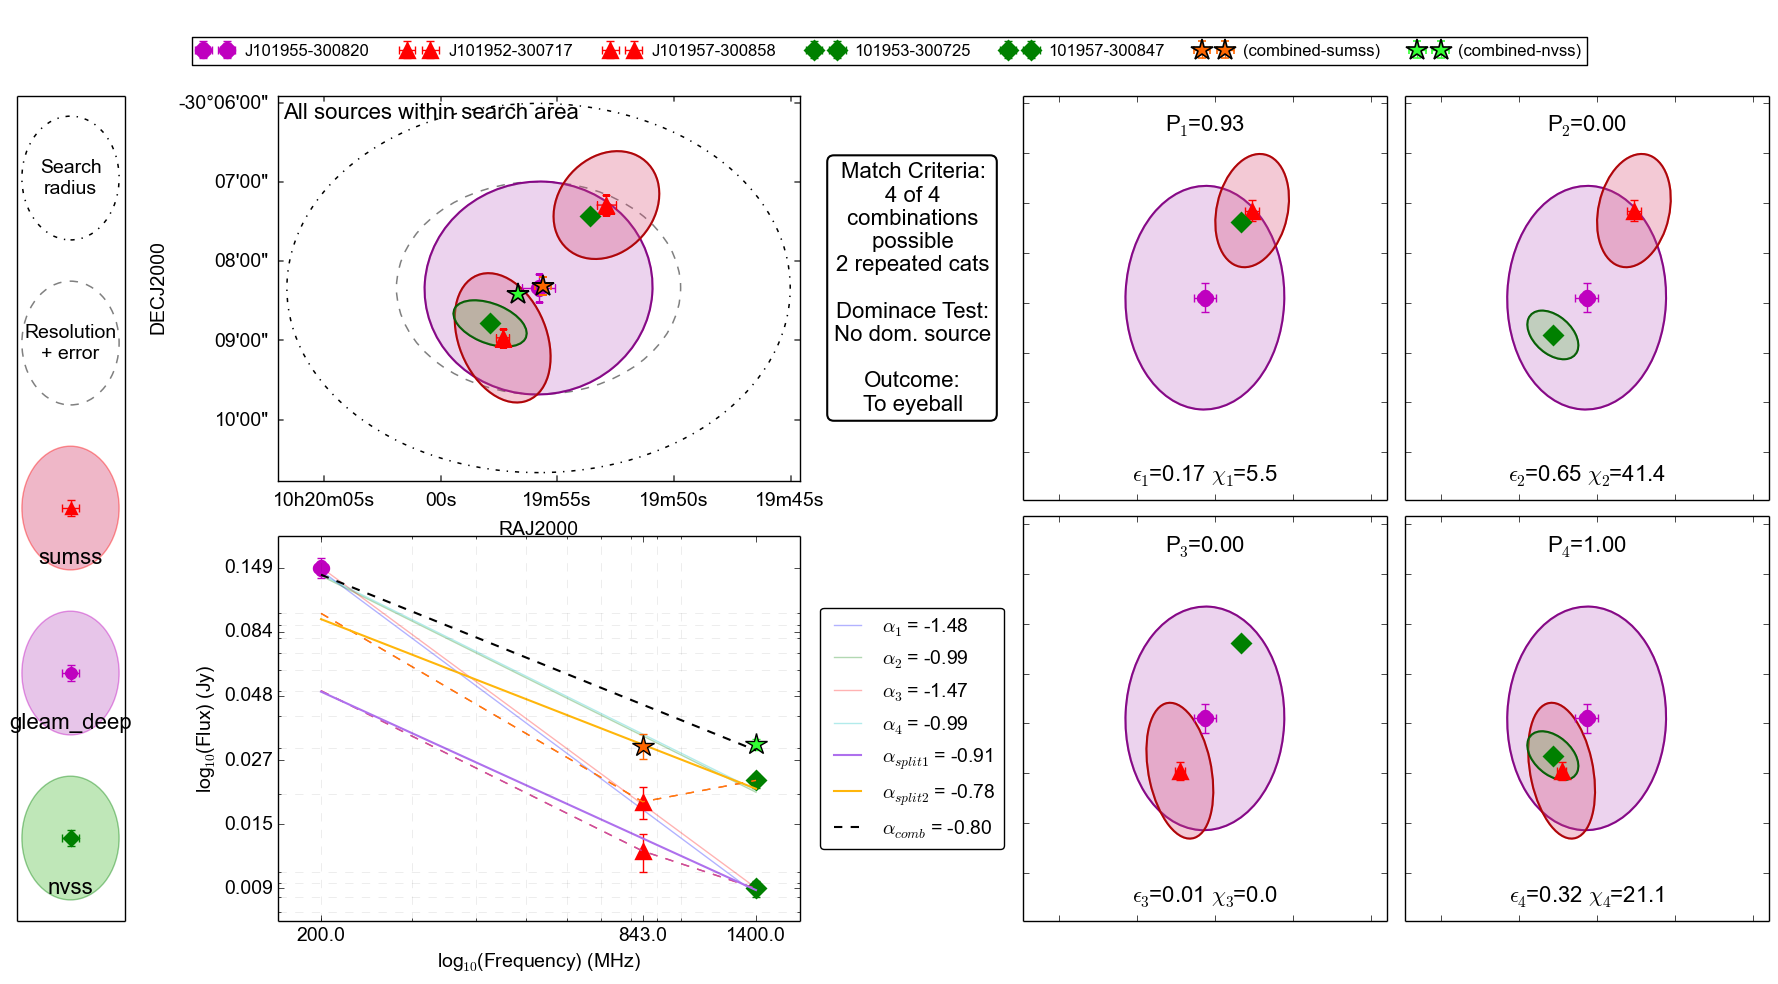 J101955-300820 J101952-300717 J101957-300858 101953-300725 101957-300847 (combined-sumss) (combined-nvss)
Search
radius
Resolution
+ error
sumss
gleam_deep
nvss
All sources within search area
-30°06'00"
07'00"
08'00"
09'00"
10'00"
DECJ2000
10h20m05s 00s 19m55s 19m50s 19m45s
RAJ2000
Match Criteria:
4 of 4
combinations
possible
2 repeated cats
Dominace Test:
No dom. source
Outcome:
To eyeball
P1=0.93
ϵ1=0.17 χ1=5.5
P2=0.00
ϵ2=0.65 χ2=41.4
0.149
0.084
0.048
0.027
0.015
0.009
log10(Flux) (Jy)
200.0 843.0 1400.0
log10(Frequency) (MHz)
α1 = -1.48
α2 = -0.99
α3 = -1.47
α4 = -0.99
αsplit1 = -0.91
αsplit2 = -0.78
αcomb = -0.80
P3=0.00
ϵ3=0.01 χ3=0.0
P4=1.00
ϵ4=0.32 χ4=21.1